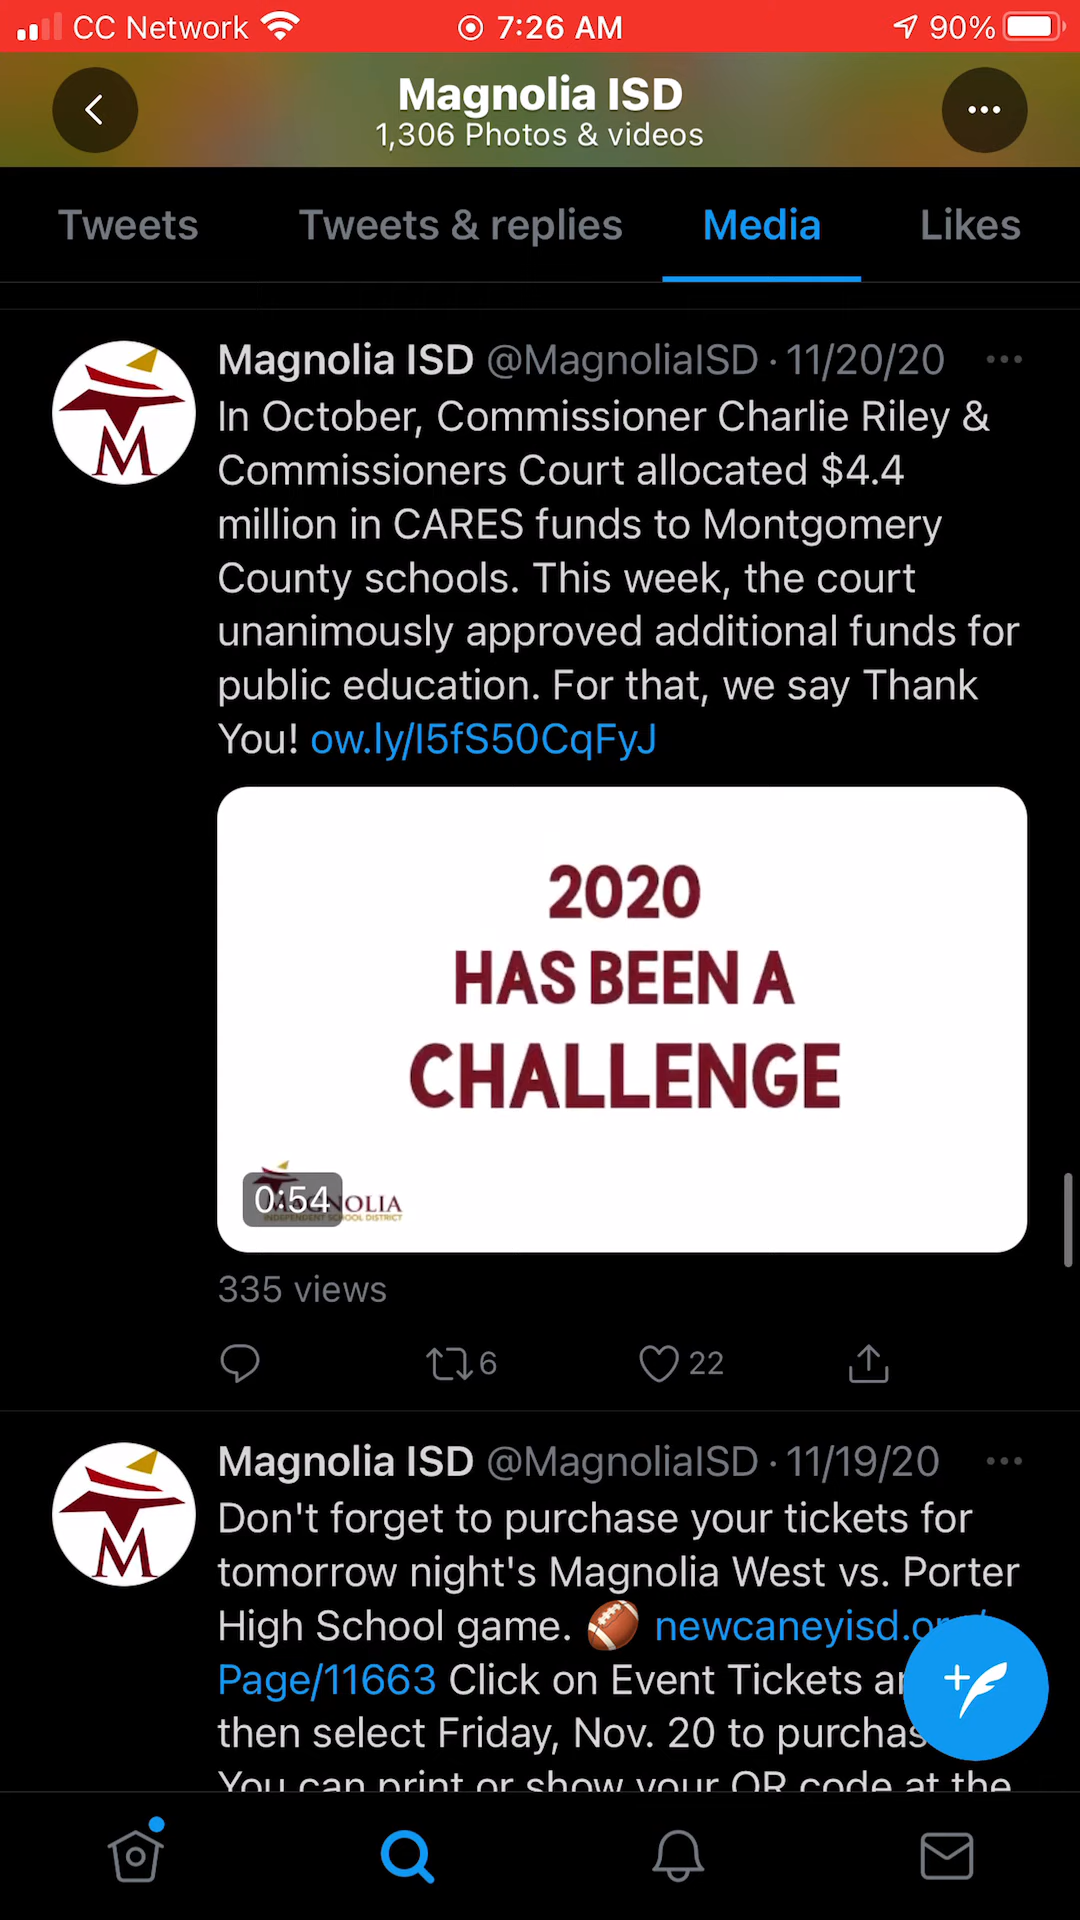 CC Network 7:26 AM 90%
Magnolia ISD
1,306 Photos & videos
Tweets Tweets & replies Media Likes
Magnolia ISD @MagnoliaISD · 11/20/20
In October, Commissioner Charlie Riley &
Commissioners Court allocated $4.4
million in CARES funds to Montgomery
County schools. This week, the court
unanimously approved additional funds for
public education. For that, we say Thank
You! ow.ly/I5fS50CqFyJ
2020
HAS BEEN A
CHALLENGE
0:54
MAGNOLIA
INDEPENDENT SCHOOL DISTRICT
335 views
6 22
Magnolia ISD @MagnoliaISD · 11/19/20
Don't forget to purchase your tickets for
tomorrow night's Magnolia West vs. Porter
High School game. 🏈 newcaneyisd.org/
Page/11663 Click on Event Tickets
then select Friday, Nov. 20 to
You can print or show your QR code at the